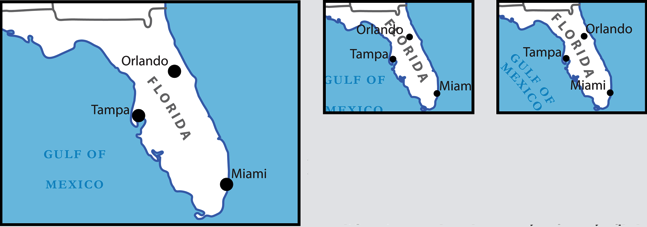 Orlando
FLORIDA
Tampa
GULF OF
MEXICO
Miami
Orlando
FLORIDA
Tampa
GULF OF
Miam
MEXICO
Orlando
FLORIDA
Tampa
GULF OF
MEXICO
Miami